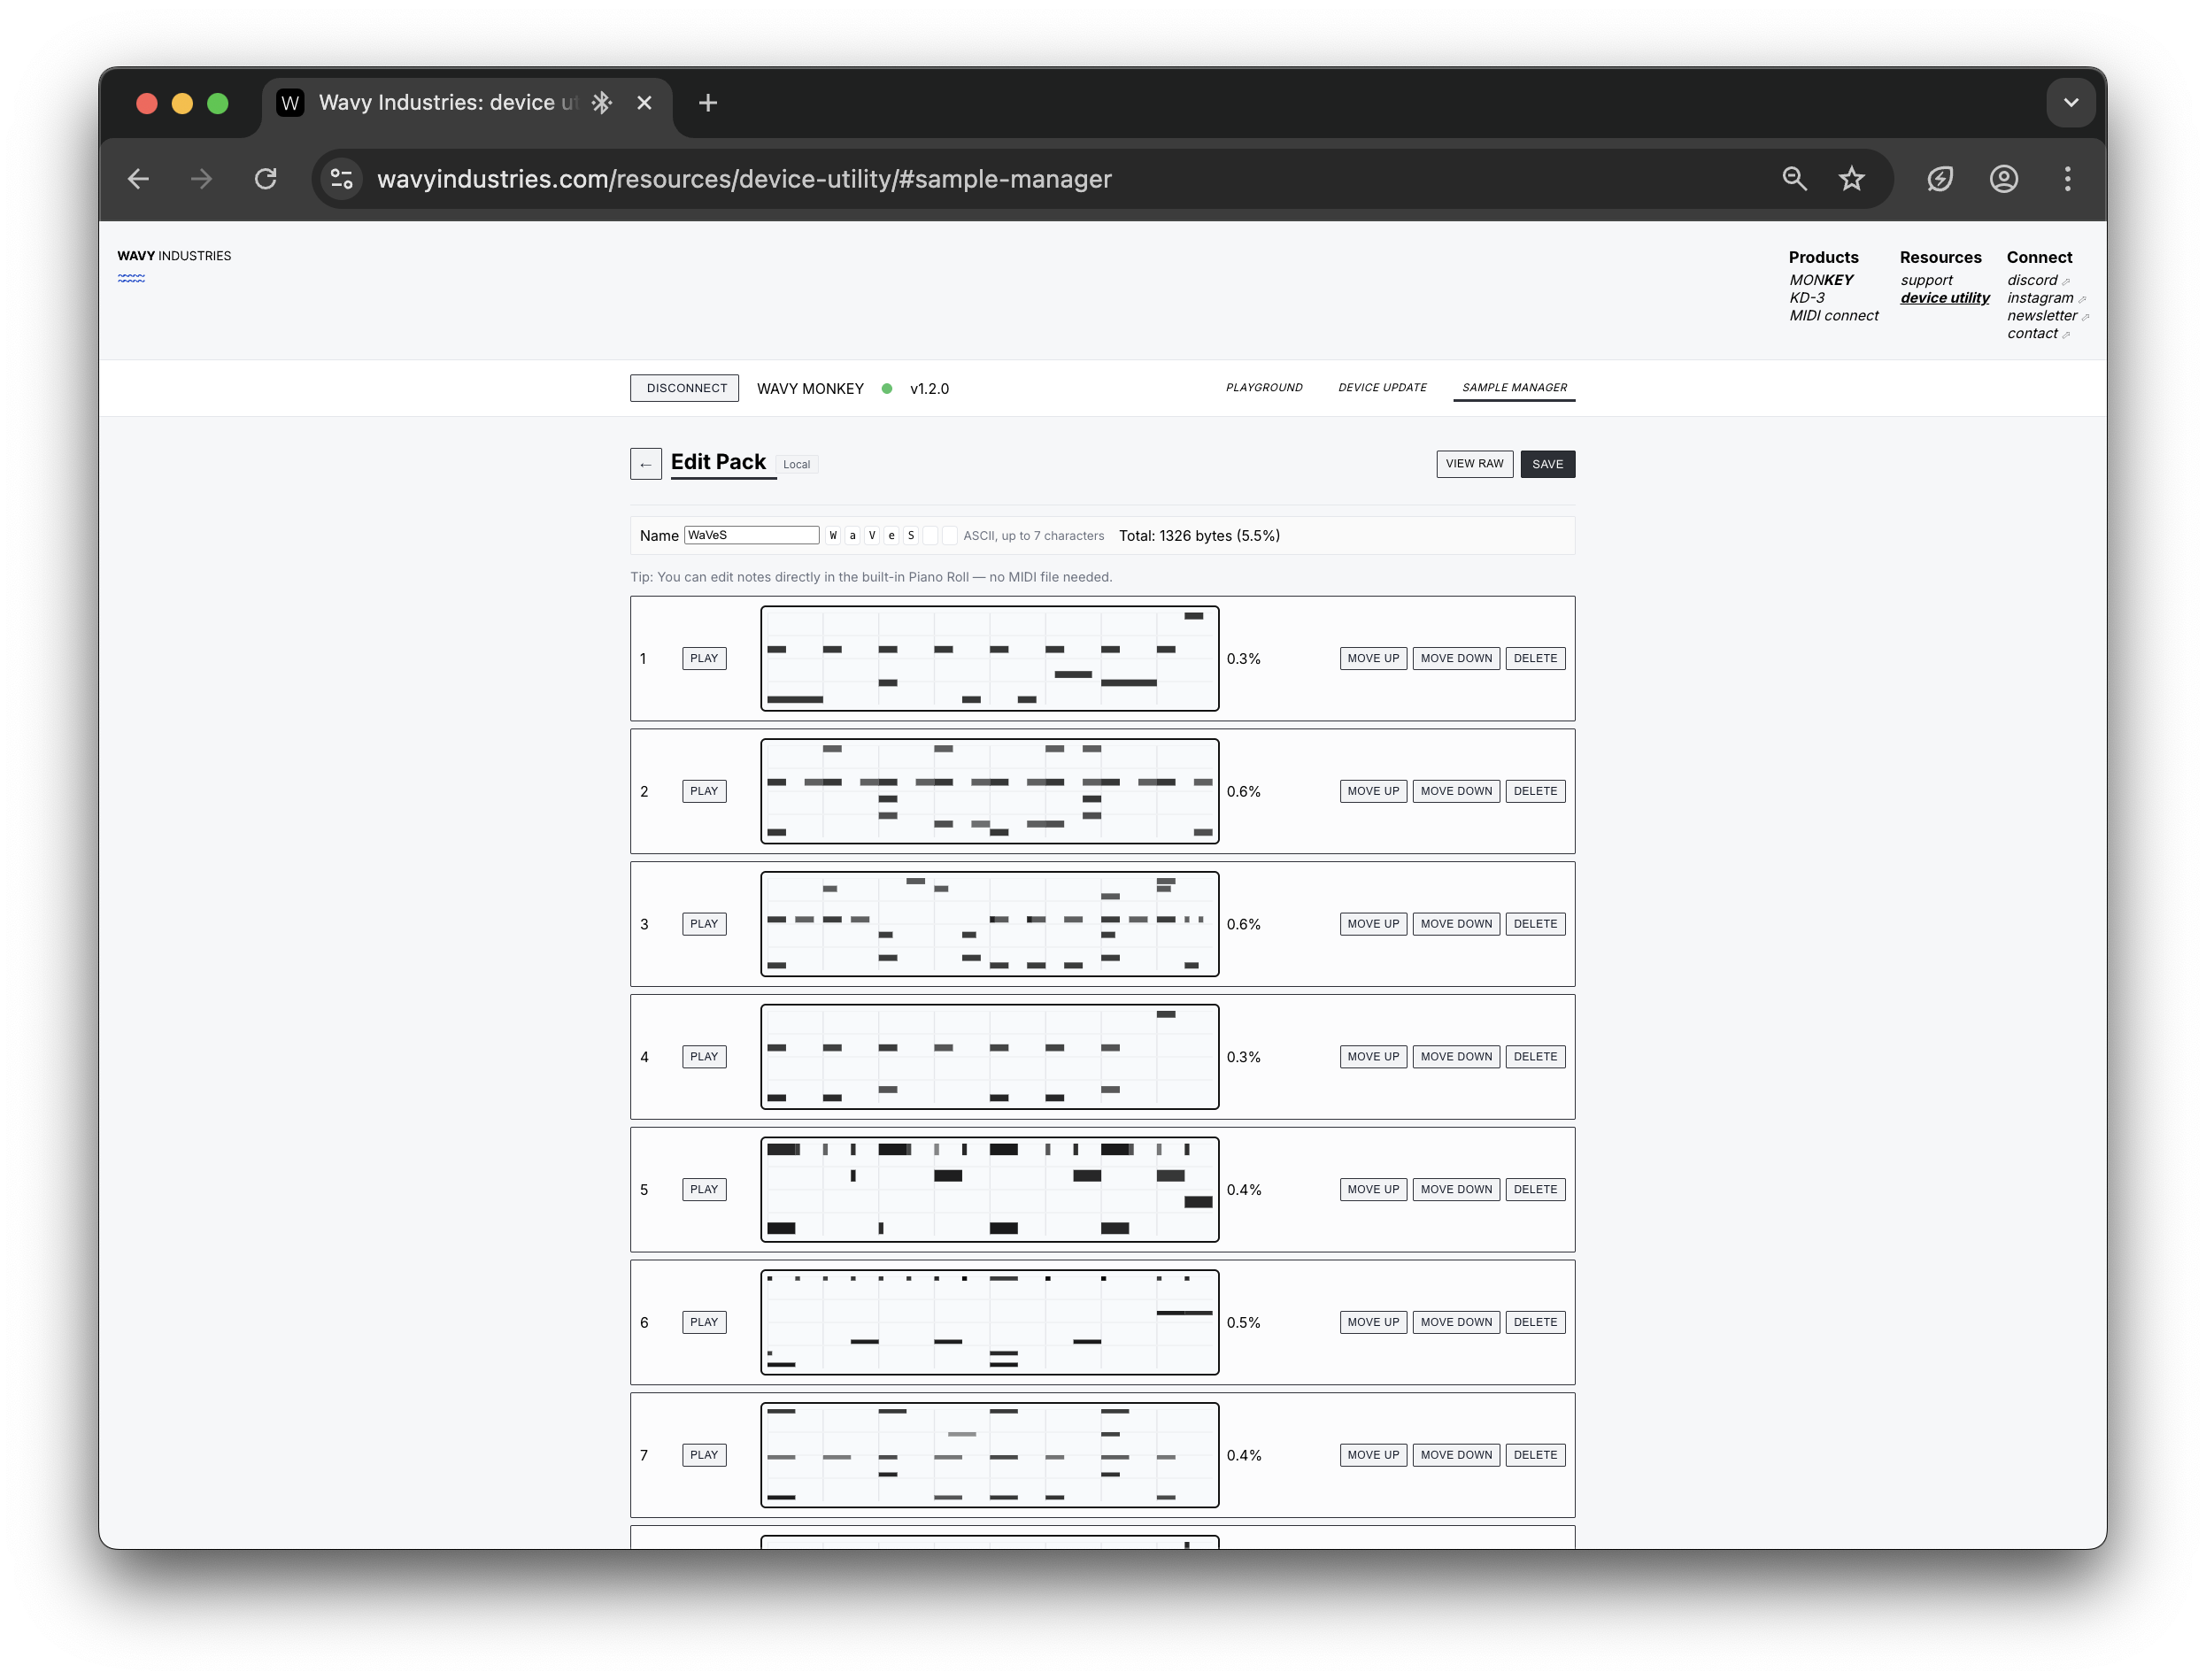 W Wavy Industries: device ut
wavyindustries.com/resources/device-utility/#sample-manager
WAVY INDUSTRIES
Products
MONKEY
KD-3
MIDI connect
Resources
support
device utility
Connect
discord
instagram
newsletter
contact
DISCONNECT WAVY MONKEY v1.2.0 PLAYGROUND DEVICE UPDATE SAMPLE MANAGER
← Edit Pack Local VIEW RAW SAVE
Name WaVeS W a V e S ASCII, up to 7 characters Total: 1326 bytes (5.5%)
Tip: You can edit notes directly in the built-in Piano Roll — no MIDI file needed.
1 PLAY 0.3% MOVE UP MOVE DOWN DELETE
2 PLAY 0.6% MOVE UP MOVE DOWN DELETE
3 PLAY 0.6% MOVE UP MOVE DOWN DELETE
4 PLAY 0.3% MOVE UP MOVE DOWN DELETE
5 PLAY 0.4% MOVE UP MOVE DOWN DELETE
6 PLAY 0.5% MOVE UP MOVE DOWN DELETE
7 PLAY 0.4% MOVE UP MOVE DOWN DELETE